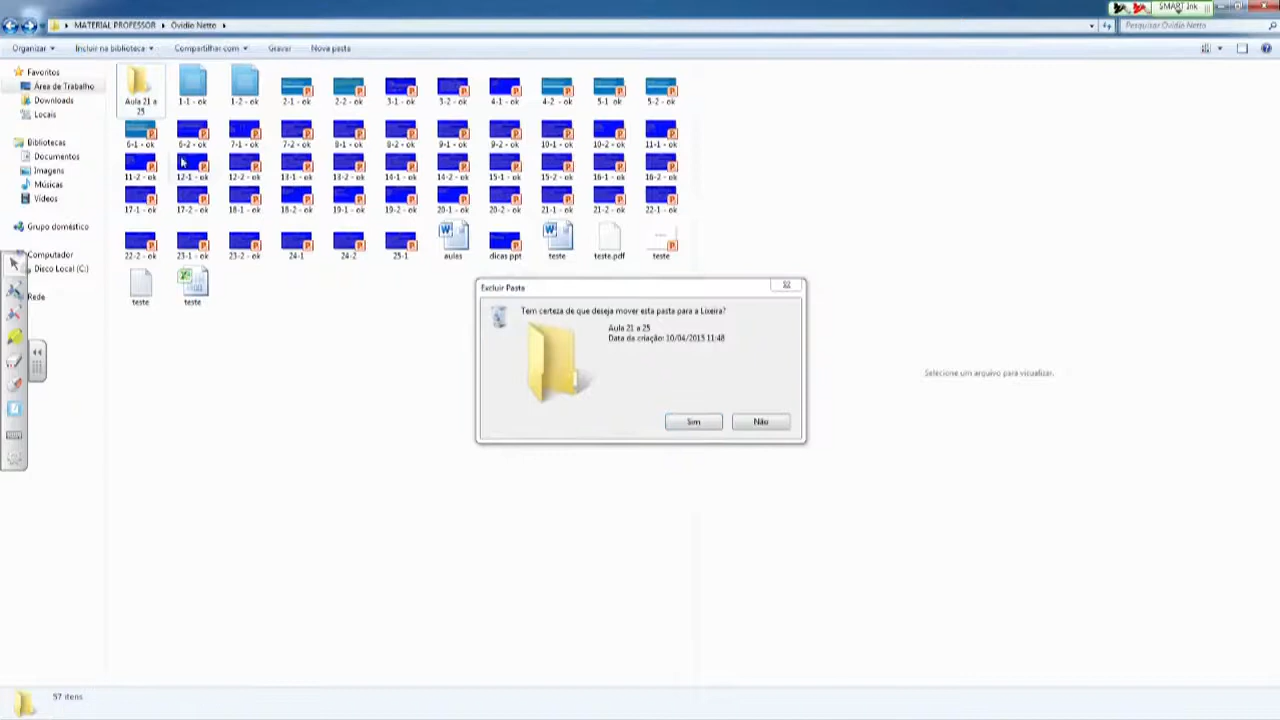 SMART Ink
MATERIAL PROFESSOR ▸ Ovidio Netto ▸
Pesquisar Ovidio Netto
Organizar Incluir na biblioteca Compartilhar com Gravar Nova pasta
Favoritos
Área de Trabalho
Downloads
Locais
Bibliotecas
Documentos
Imagens
Músicas
Vídeos
Grupo doméstico
Computador
Disco Local (C:)
Rede
Aula 21 a
25
1-1 - ok 1-2 - ok 2-1 - ok 2-2 - ok 3-1 - ok 3-2 - ok 4-1 - ok 4-2 - ok 5-1 ok 5-2 - ok
6-1 - ok 6-2 - ok 7-1 - ok 7-2 - ok 8-1 - ok 8-2 - ok 9-1 - ok 9-2 - ok 10-1 - ok 10-2 - ok 11-1 - ok
11-2 - ok 12-1 - ok 12-2 - ok 13-1 - ok 13-2 - ok 14-1 - ok 14-2 - ok 15-1 - ok 15-2 - ok 16-1 - ok 16-2 - ok
17-1 - ok 17-2 - ok 18-1 - ok 18-2 - ok 19-1 - ok 19-2 - ok 20-1 - ok 20-2 - ok 21-1 - ok 21-2 - ok 22-1 - ok
22-2 - ok 23-1 - ok 23-2 - ok 24-1 24-2 25-1 aulas dicas ppt teste teste.pdf teste
teste teste
Excluir Pasta
Tem certeza de que deseja mover esta pasta para a Lixeira?
Aula 21 a 25
Data da criação: 10/04/2015 11:48
Sim Não
Selecione um arquivo para visualizar.
57 itens